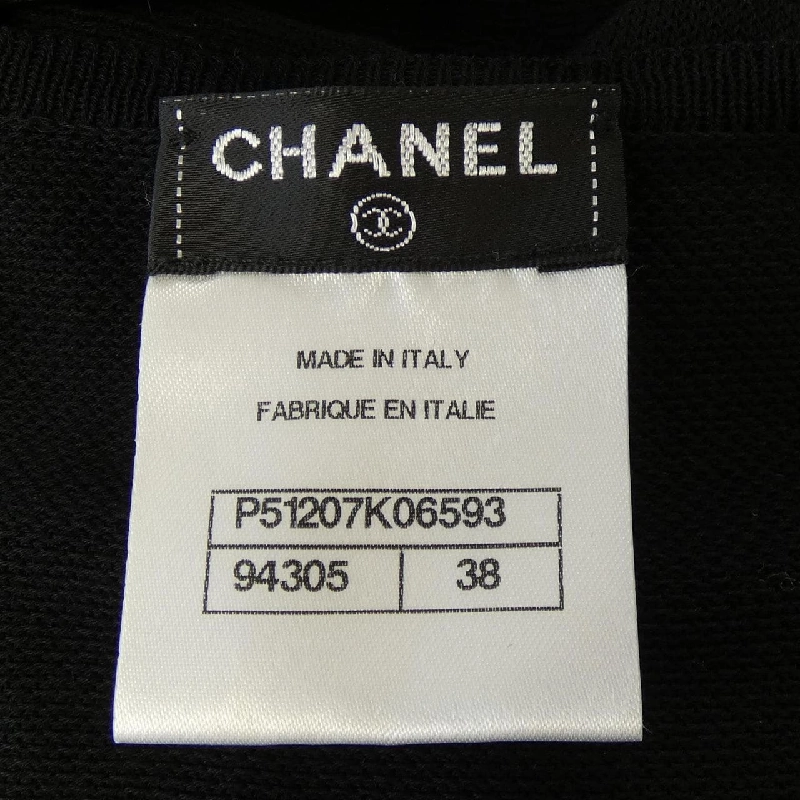 CHANEL
MADE IN ITALY
FABRIQUE EN ITALIE
P51207K06593
94305 38